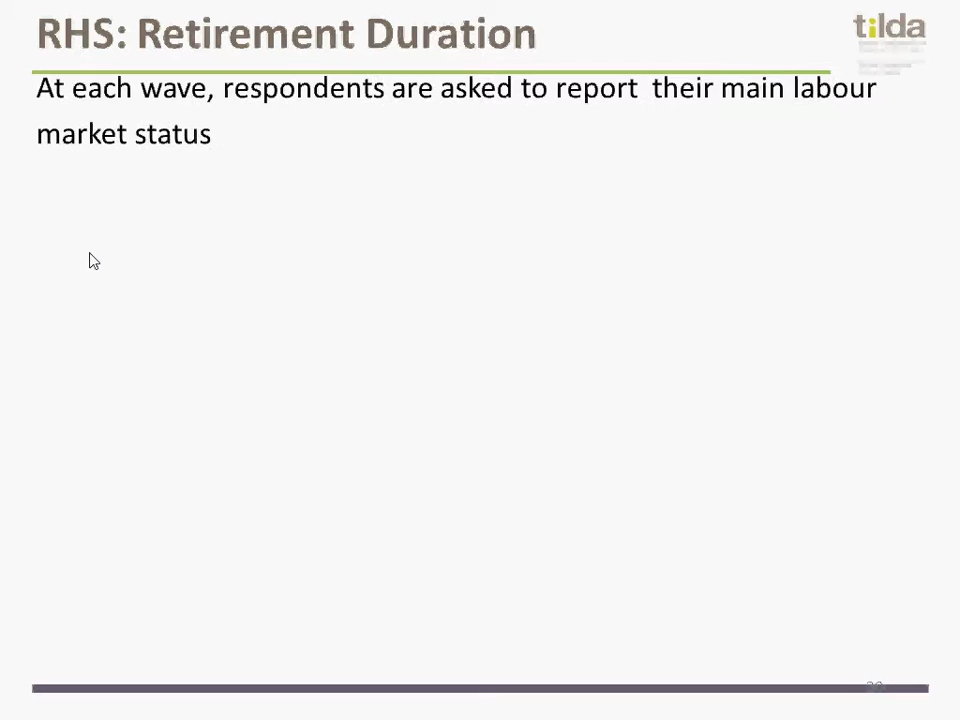 RHS: Retirement Duration
tilda
At each wave, respondents are asked to report their main labour
market status